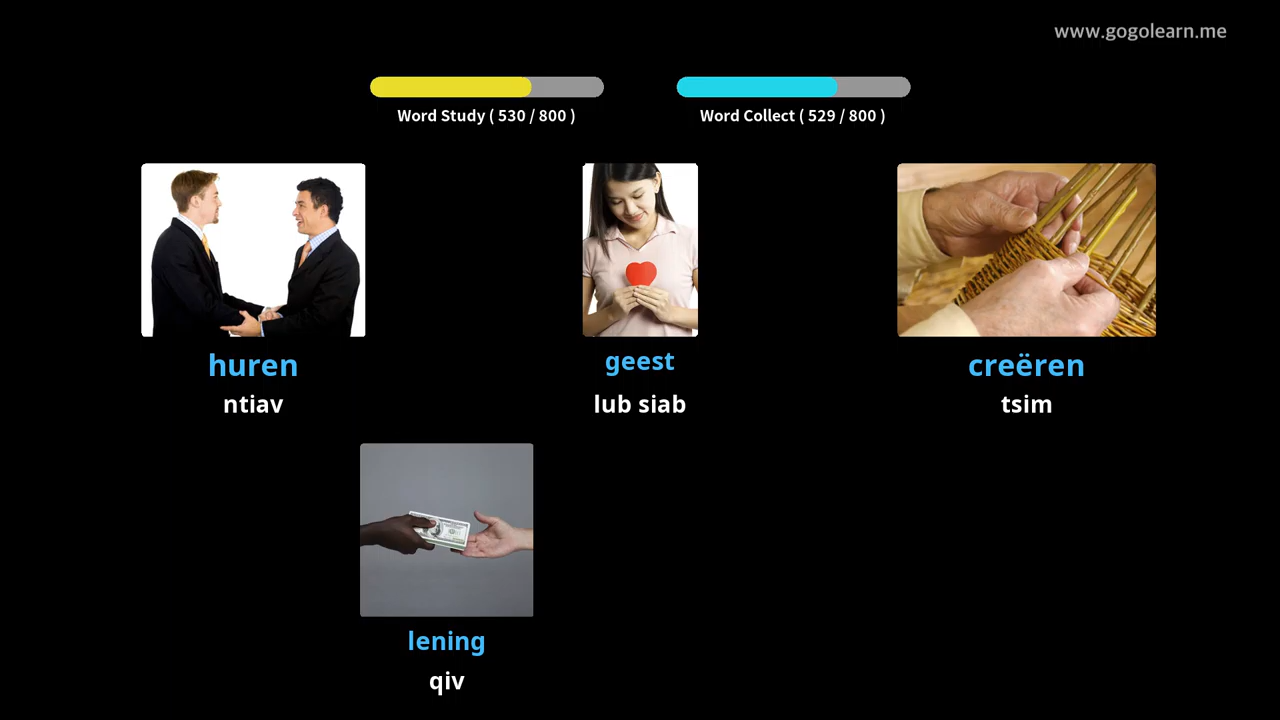 www.gogolearn.me
Word Study ( 530 / 800 )
Word Collect ( 529 / 800 )
huren
ntiav
geest
lub siab
creëren
tsim
lening
qiv